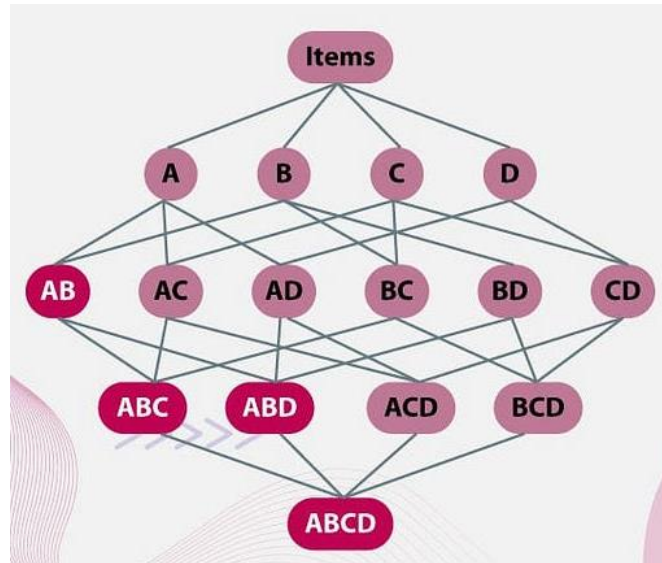 Items
A B C D
AB AC AD BC BD CD
ABC ABD ACD BCD
ABCD